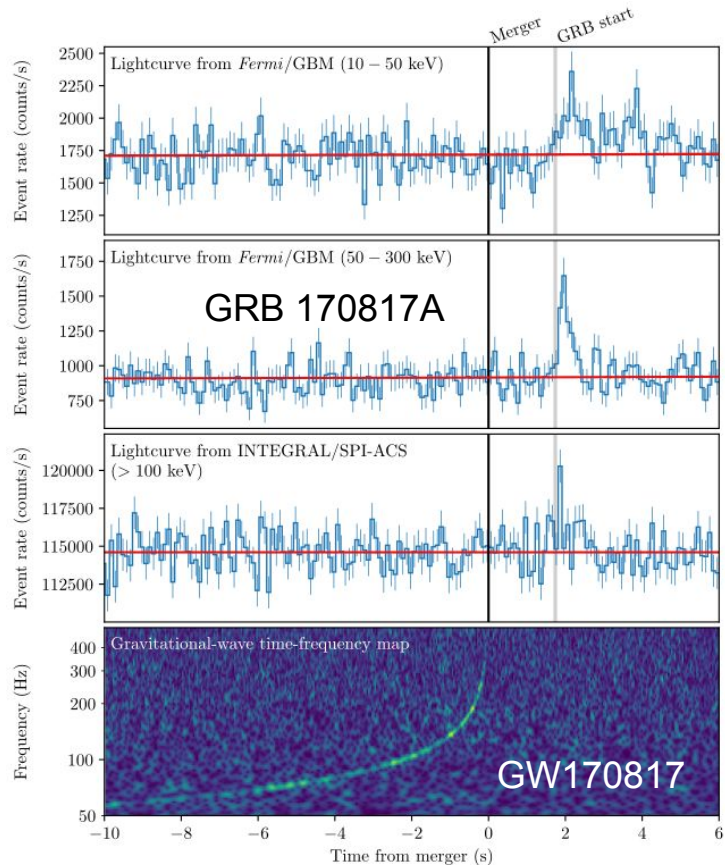 Merger
GRB start
Lightcurve from Fermi/GBM (10 − 50 keV)
2500
2250
2000
1750
1500
1250
Event rate (counts/s)
Lightcurve from Fermi/GBM (50 − 300 keV)
GRB 170817A
1750
1500
1250
1000
750
Event rate (counts/s)
Lightcurve from INTEGRAL/SPI-ACS
(> 100 keV)
120000
117500
115000
112500
Event rate (counts/s)
Gravitational-wave time-frequency map
400
300
200
100
50
Frequency (Hz)
GW170817
−10 −8 −6 −4 −2 0 2 4 6
Time from merger (s)